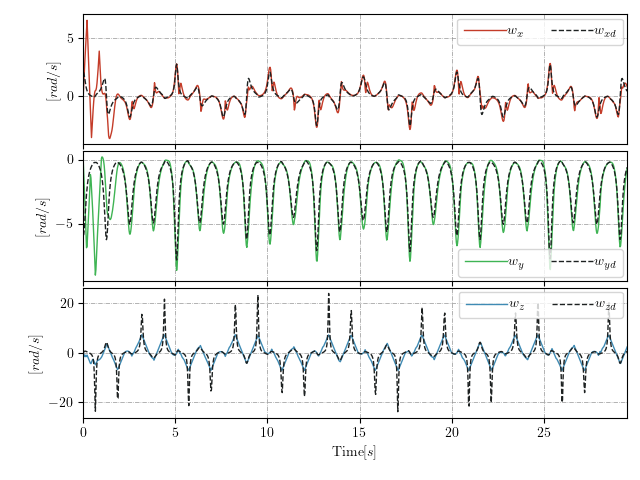 5
0
[rad/s]
w_x w_xd
0
−5
[rad/s]
w_y w_yd
20
0
−20
[rad/s]
w_z w_zd
0 5 10 15 20 25
Time[s]